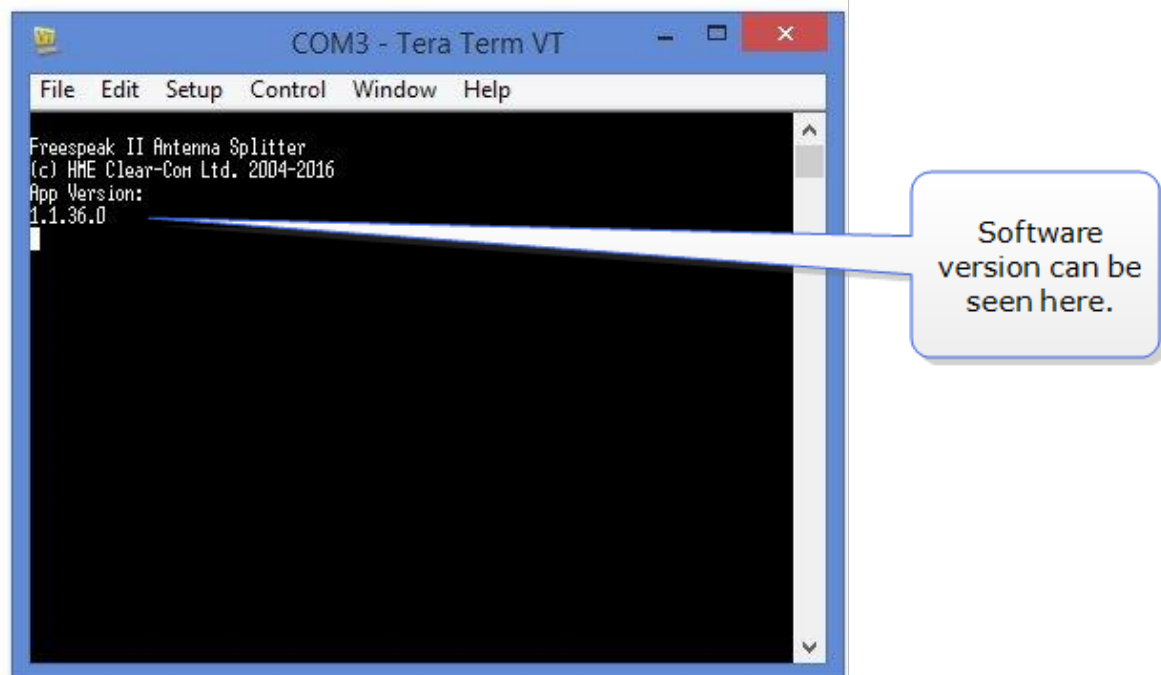 COM3 - Tera Term VT
File Edit Setup Control Window Help
Freespeak II Antenna Splitter
(c) HME Clear-Com Ltd. 2004-2016
App Version:
1.1.36.0
Software
version can be
seen here.